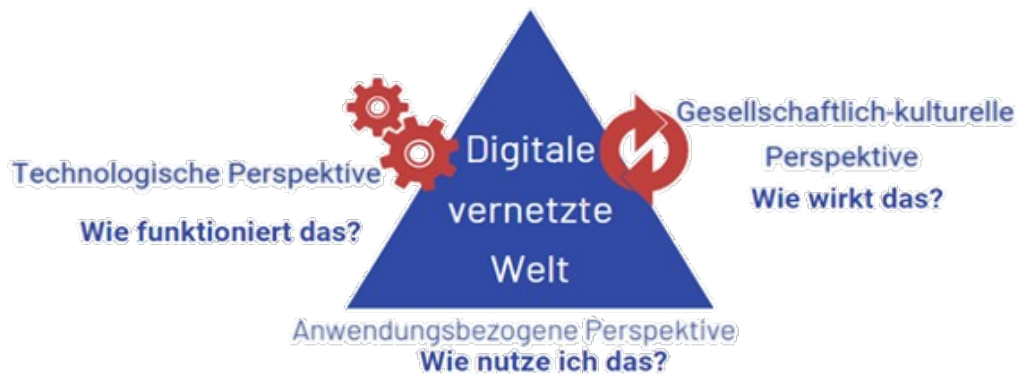 Technologische Perspektive
Wie funktioniert das?
Digitale
vernetzte
Welt
Gesellschaftlich-kulturelle
Perspektive
Wie wirkt das?
Anwendungsbezogene Perspektive
Wie nutze ich das?